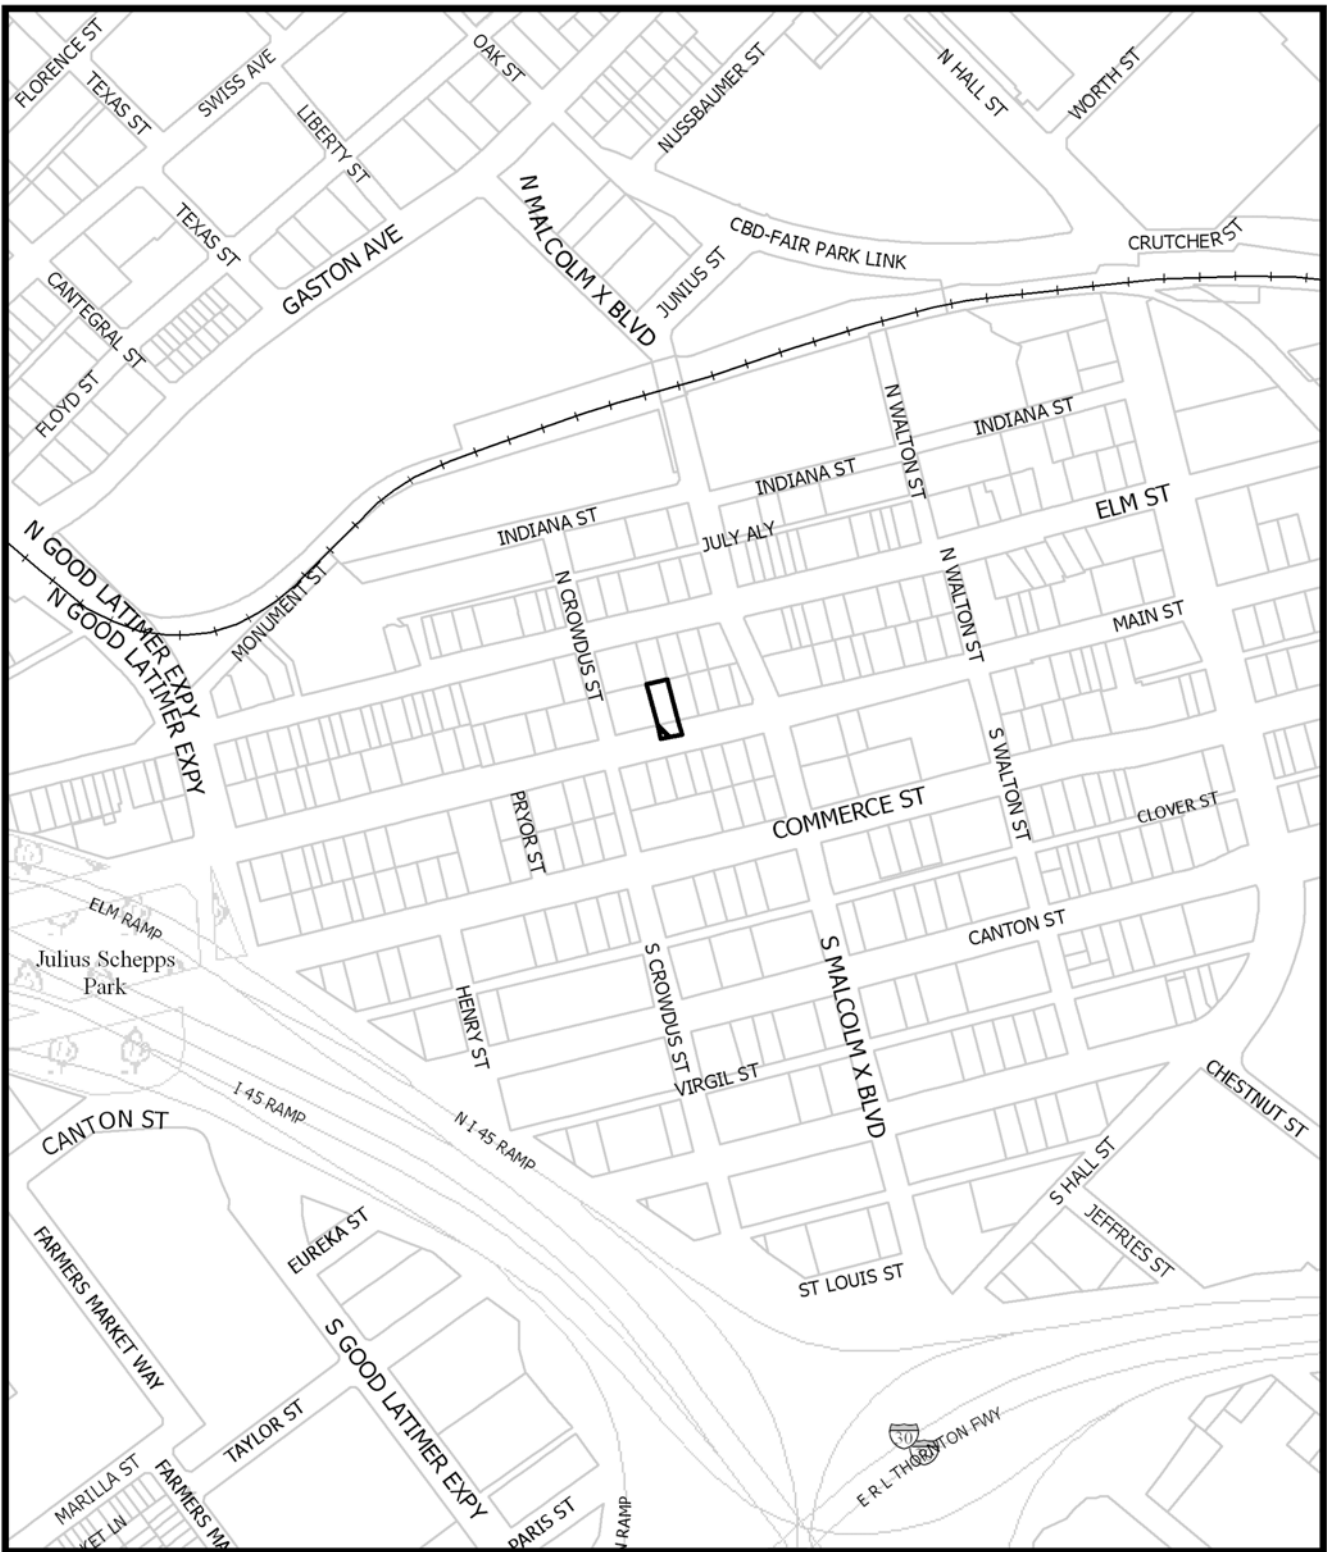 FLORENCE ST
TEXAS ST
SWISS AVE
LIBERTY ST
OAK ST
NUSSBAUMER ST
N HALL ST
WORTH ST
TEXAS ST
GASTON AVE
N MALCOLM X BLVD
JUNIUS ST
CBD-FAIR PARK LINK
CRUTCHER ST
CANTEGRAL ST
FLOYD ST
N WALTON ST
INDIANA ST
INDIANA ST
INDIANA ST
JULY ALY
ELM ST
N GOOD LATIMER EXPY
N GOOD LATIMER EXPY
MONUMENT ST
N CROWDUS ST
N WALTON ST
MAIN ST
PRYOR ST
COMMERCE ST
S WALTON ST
CLOVER ST
ELM RAMP
Julius Schepps
Park
CANTON ST
HENRY ST
S CROWDUS ST
S MALCOLM X BLVD
VIRGIL ST
CHESTNUT ST
I 45 RAMP
CANTON ST
N I 45 RAMP
S HALL ST
JEFFRIES ST
EUREKA ST
ST LOUIS ST
FARMERS MARKET WAY
S GOOD LATIMER EXPY
TAYLOR ST
30
E R L THORNTON FWY
MARILLA ST
KET LN
FARMERS MA
PARIS ST
RAMP